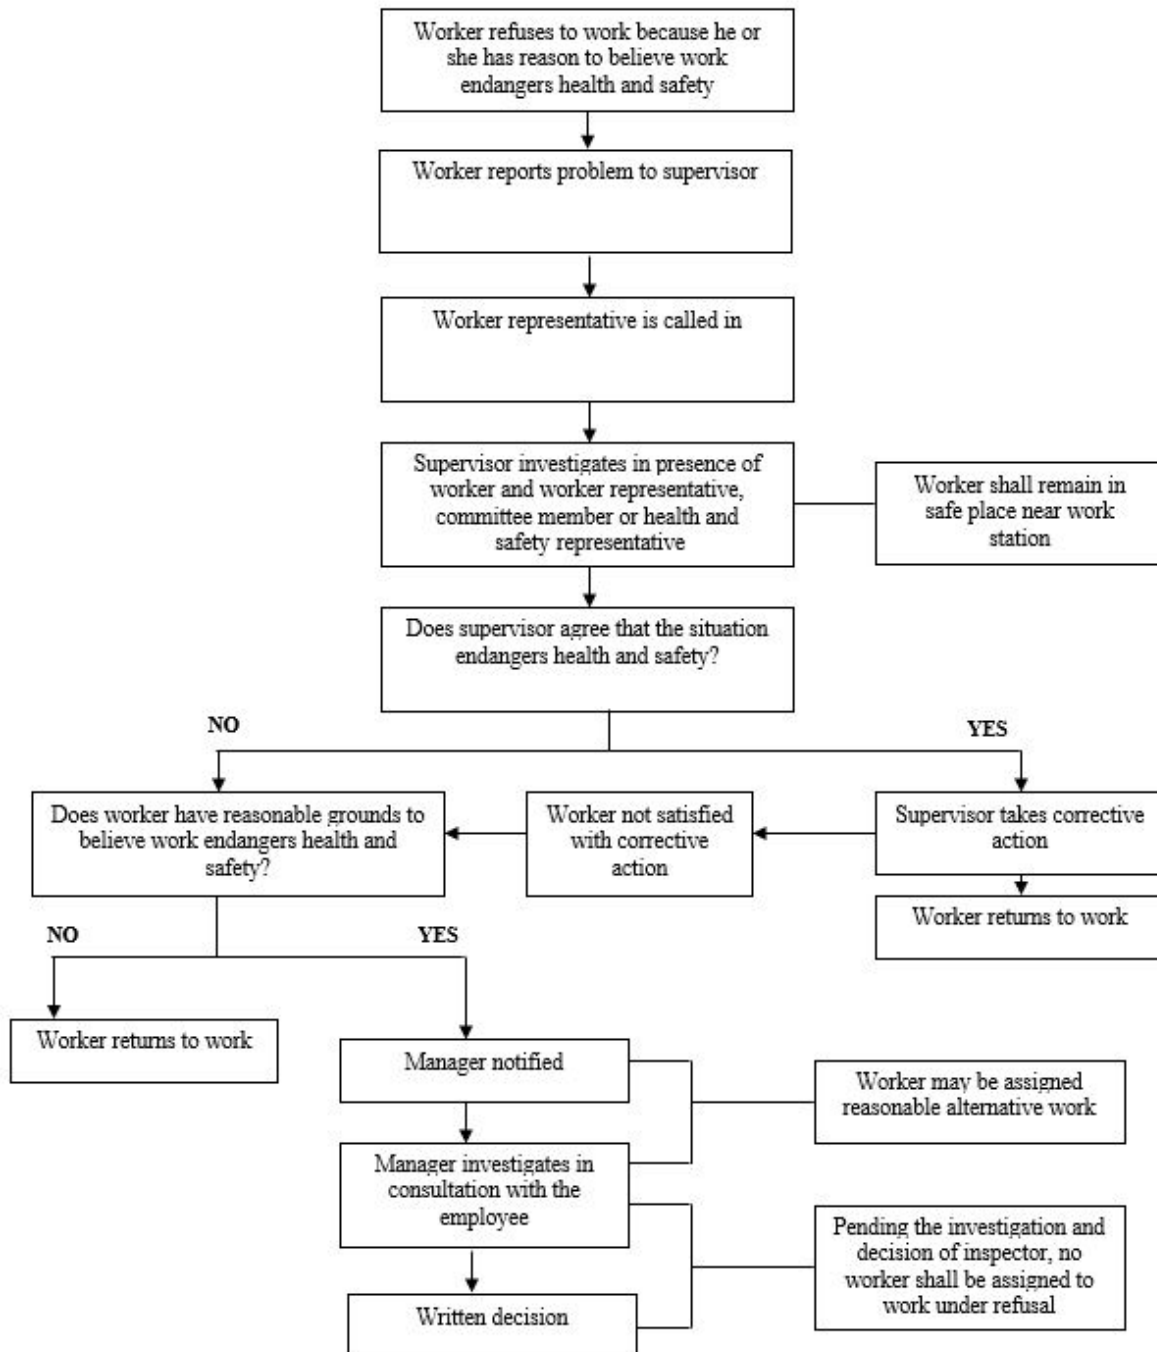 Worker refuses to work because he or
she has reason to believe work
endangers health and safety
Worker reports problem to supervisor
Worker representative is called in
Supervisor investigates in presence of
worker and worker representative,
committee member or health and
safety representative
Worker shall remain in
safe place near work
station
Does supervisor agree that the situation
endangers health and safety?
NO
YES
Does worker have reasonable grounds to
believe work endangers health and
safety?
Worker not satisfied
with corrective
action
Supervisor takes corrective
action
Worker returns to work
NO
YES
Worker returns to work
Manager notified
Worker may be assigned
reasonable alternative work
Manager investigates in
consultation with the
employee
Pending the investigation and
decision of inspector, no
worker shall be assigned to
work under refusal
Written decision